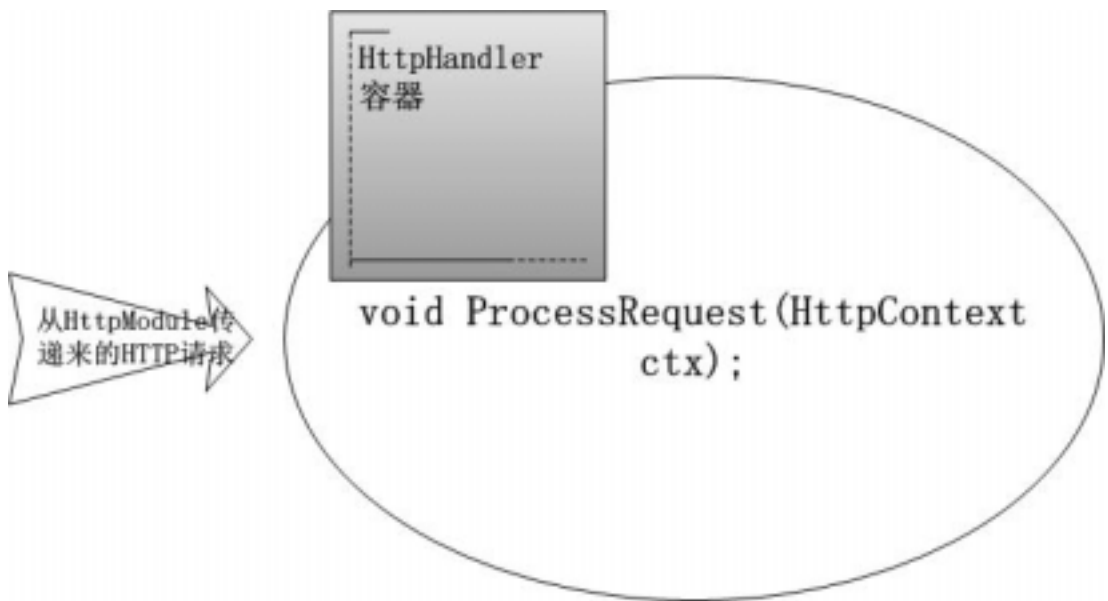 HttpHandler
容器
从HttpModule传
递来的HTTP请求
void ProcessRequest(HttpContext
ctx);